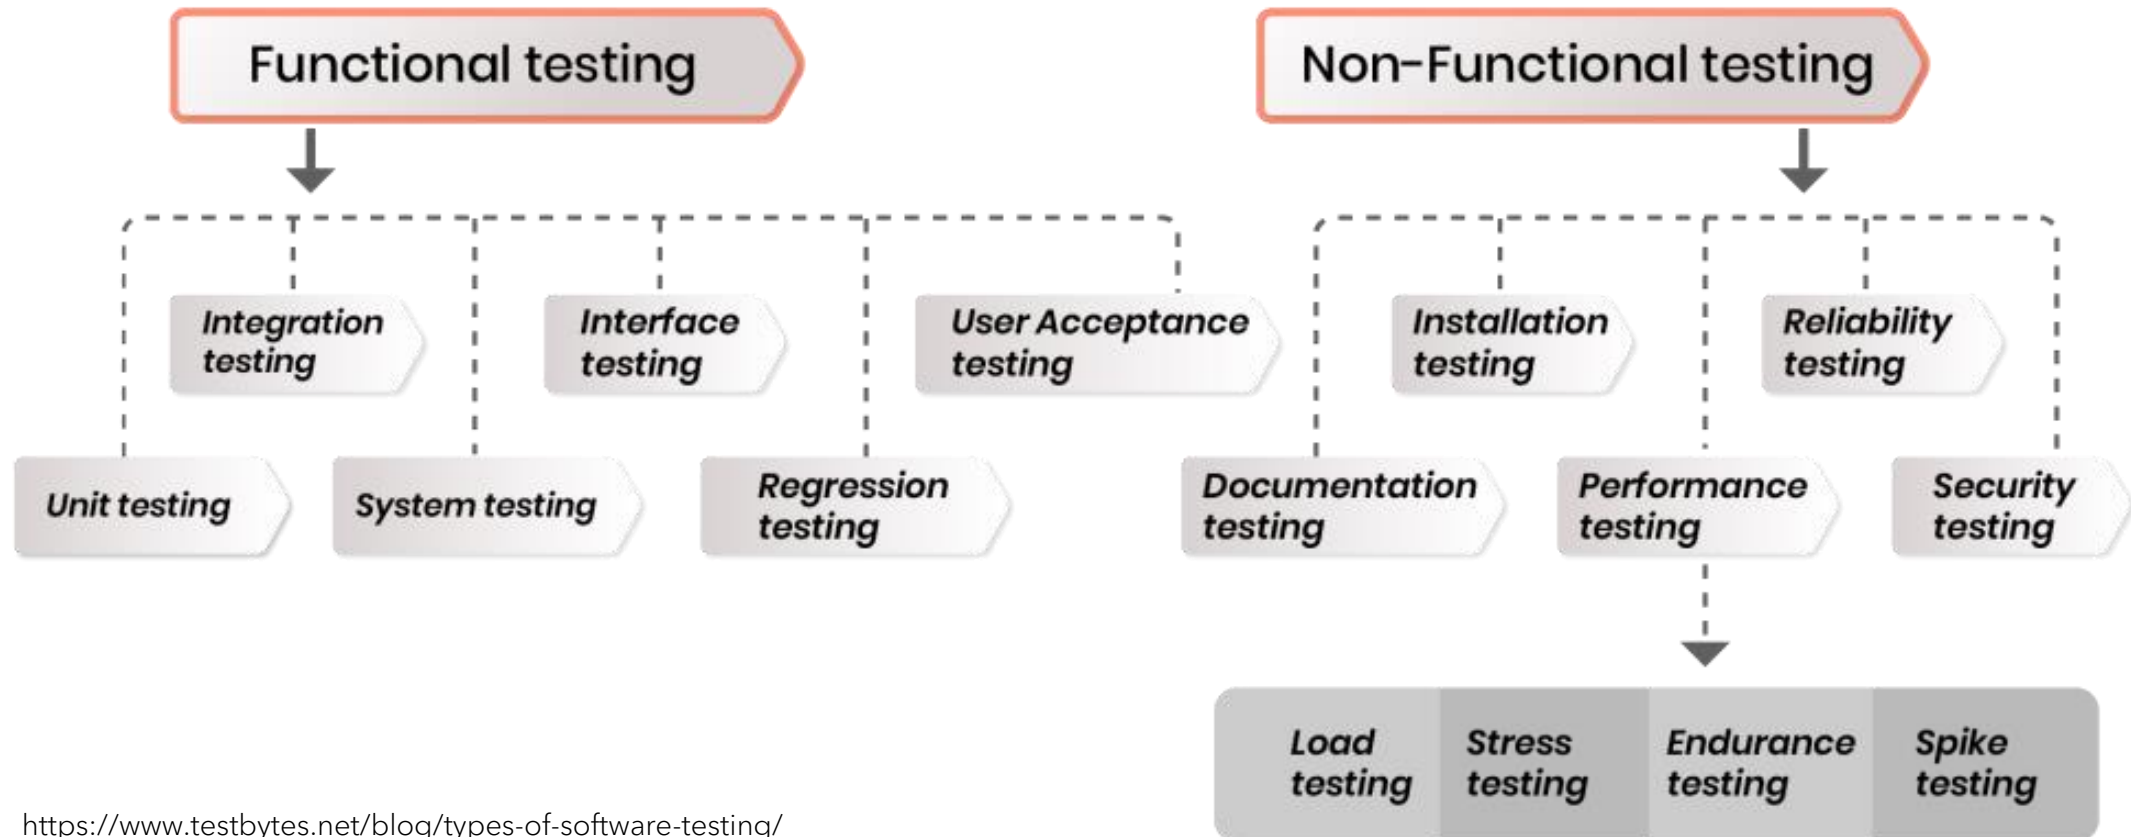 Functional testing
Non-Functional testing
Integration
testing
Interface
testing
User Acceptance
testing
Installation
testing
Reliability
testing
Unit testing
System testing
Regression
testing
Documentation
testing
Performance
testing
Security
testing
Load
testing
Stress
testing
Endurance
testing
Spike
testing
https://www.testbytes.net/blog/types-of-software-testing/